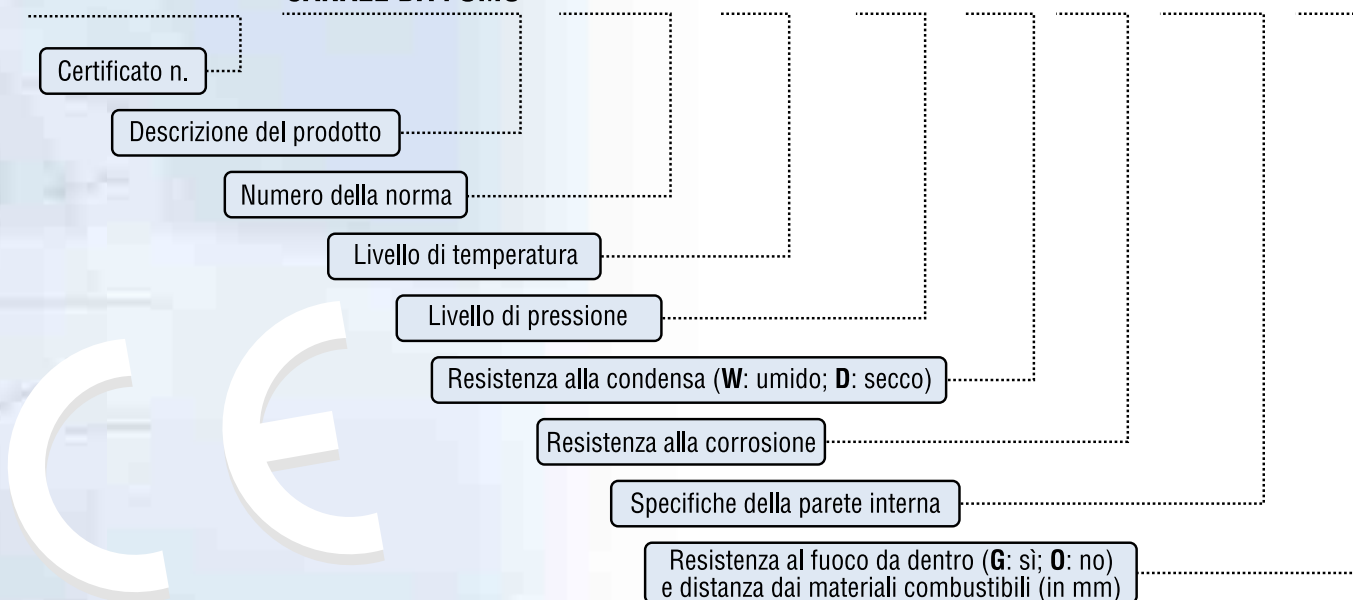 Certificato n.
Descrizione del prodotto
Numero della norma
Livello di temperatura
Livello di pressione
Resistenza alla condensa (W: umido; D: secco)
Resistenza alla corrosione
Specifiche della parete interna
Resistenza al fuoco da dentro (G: sì; O: no)
e distanza dai materiali combustibili (in mm)
CE